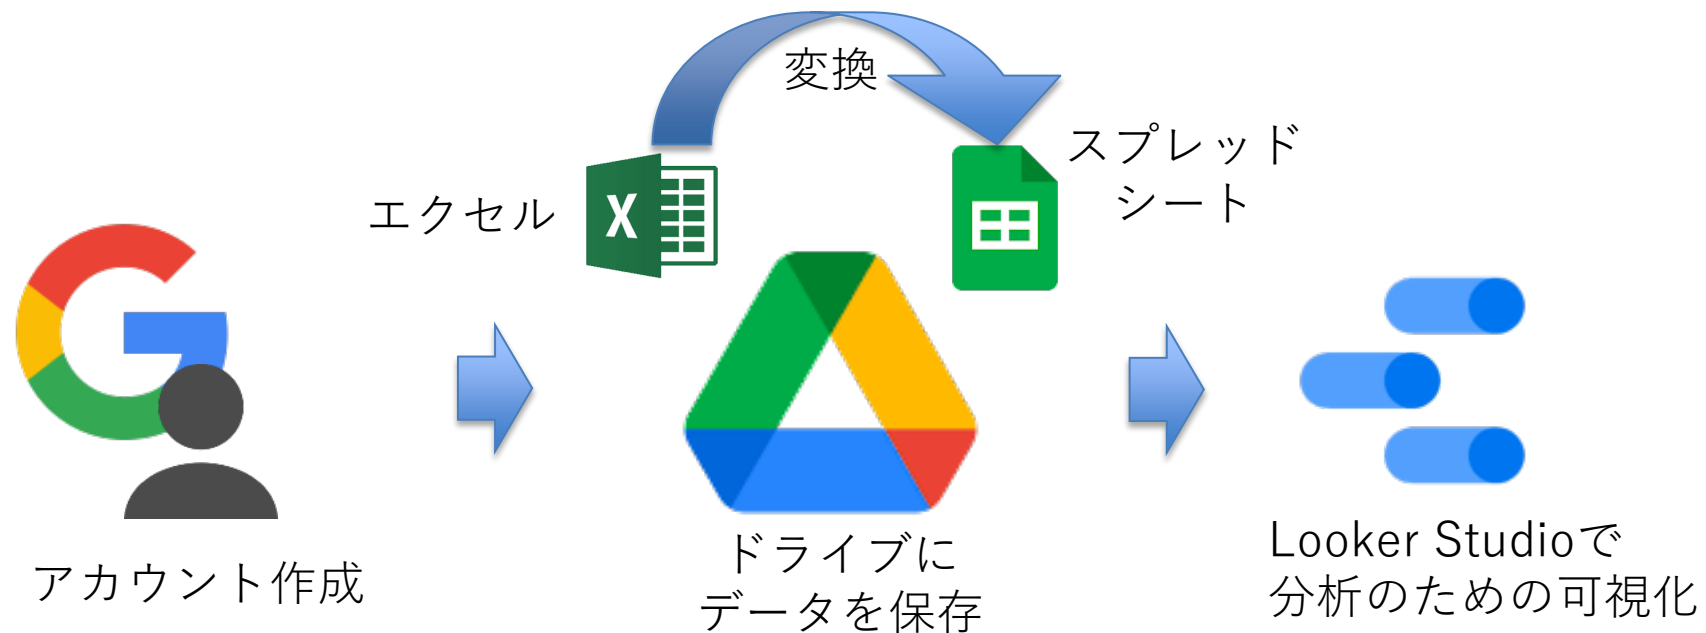 変換
スプレッド
シート
エクセル
X
アカウント作成
ドライブに
データを保存
Looker Studioで
分析のための可視化